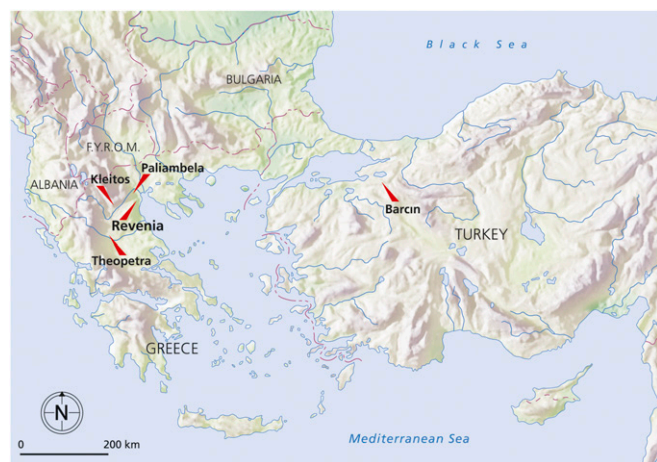 Black Sea
BULGARIA
F.Y.R.O.M.
Paliambela
Kleitos
ALBANIA
Barcın
Revenia
TURKEY
Theopetra
GREECE
N
0 200 km
Mediterranean Sea